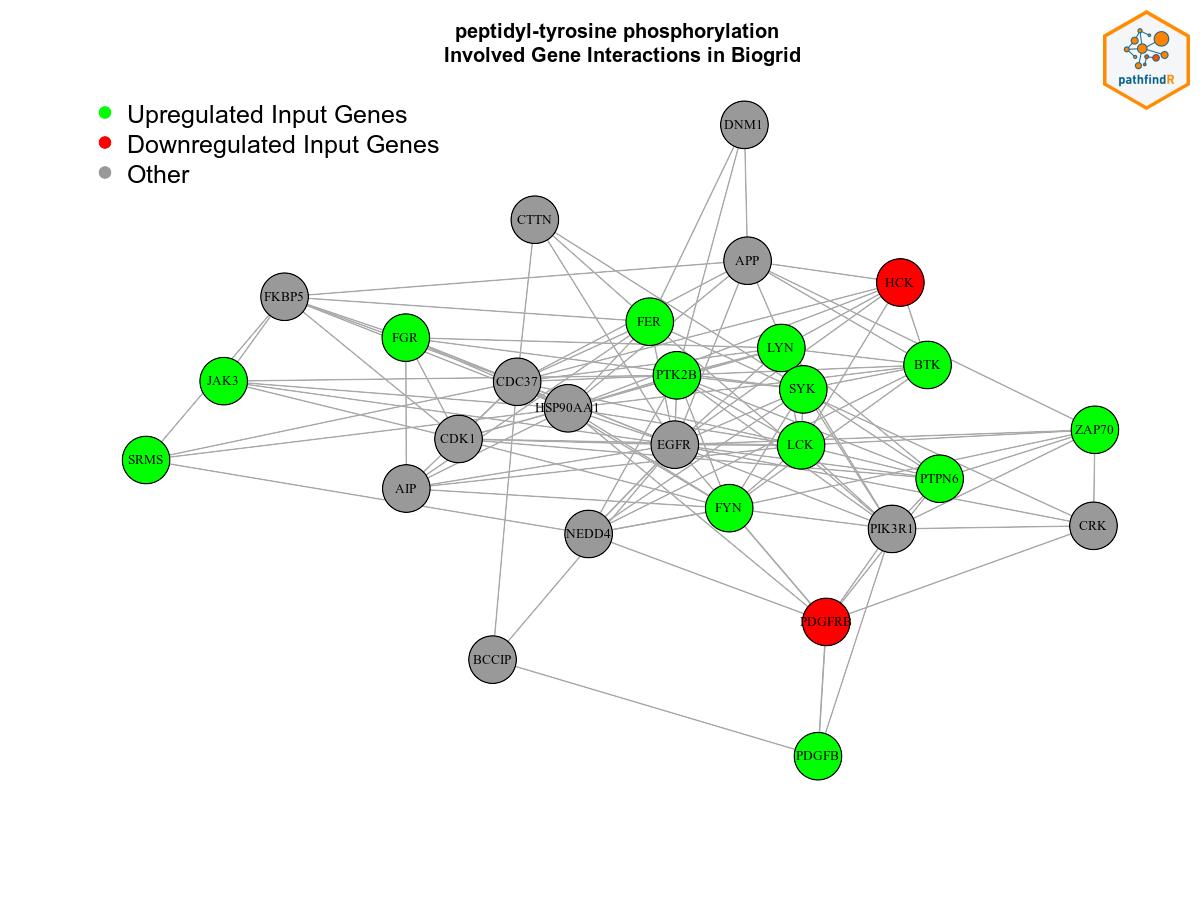 peptidyl-tyrosine phosphorylation
Involved Gene Interactions in Biogrid
pathfindR
Upregulated Input Genes
Downregulated Input Genes
Other
DNM1
CTTN
APP
HCK
FKBP5
FER
FGR
LYN
BTK
JAK3
CDC37
PTK2B
SYK
HSP90AA1
ZAP70
CDK1
EGFR
LCK
SRMS
PTPN6
AIP
FYN
NEDD4
PIK3R1
CRK
PDGFRB
BCCIP
PDGFB